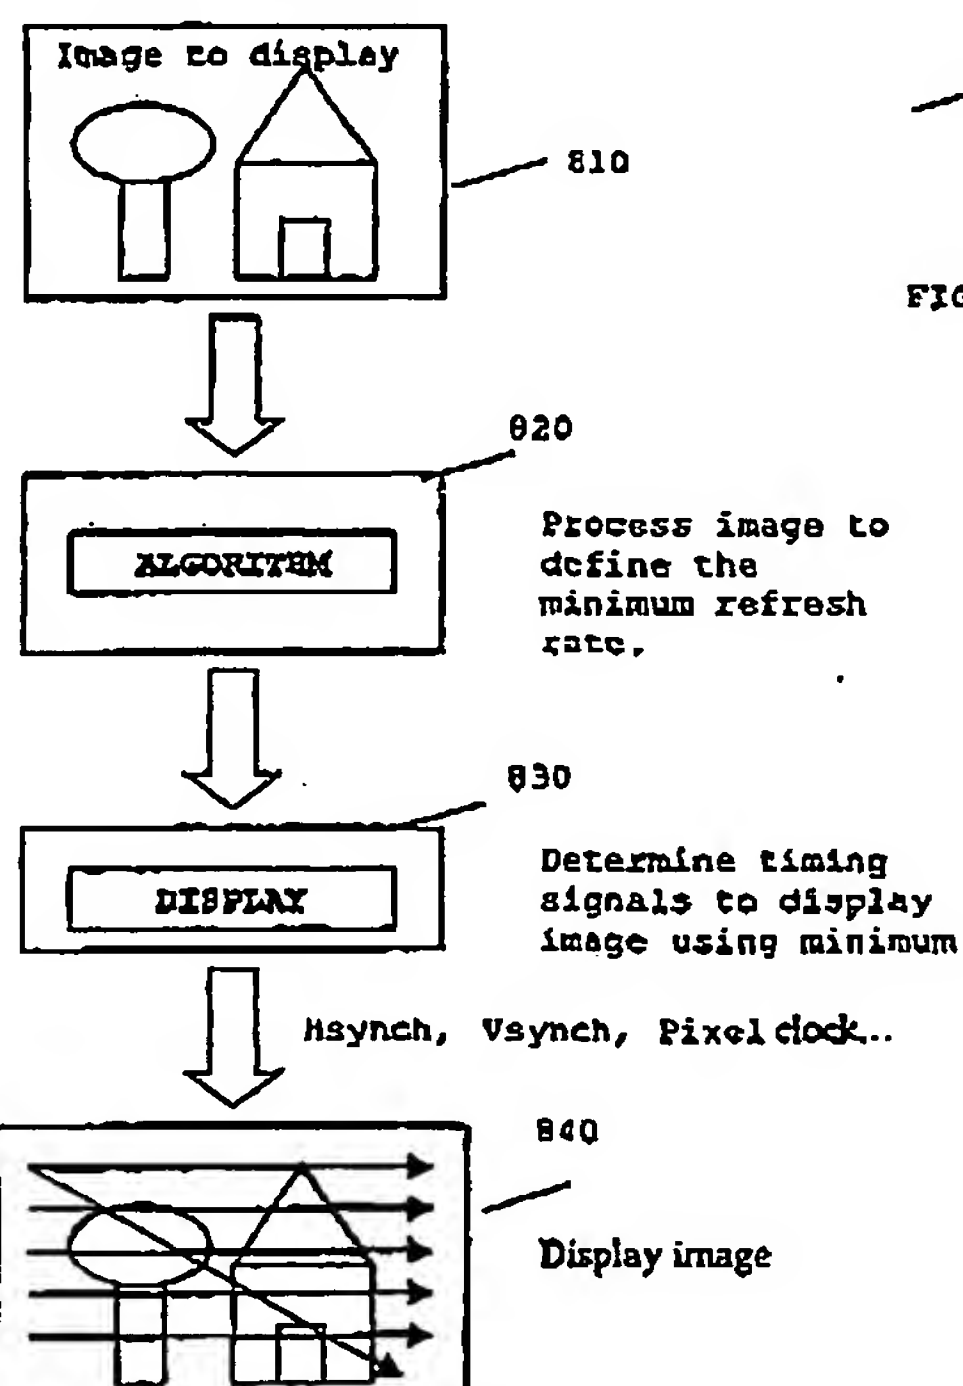 Image to display
810
FIG
820
ALGORITHM
Process image to
define the
minimum refresh
rate.
830
DISPLAY
Determine timing
signals to display
image using minimum
Hsynch, Vsynch, Pixel clock...
840
Display image